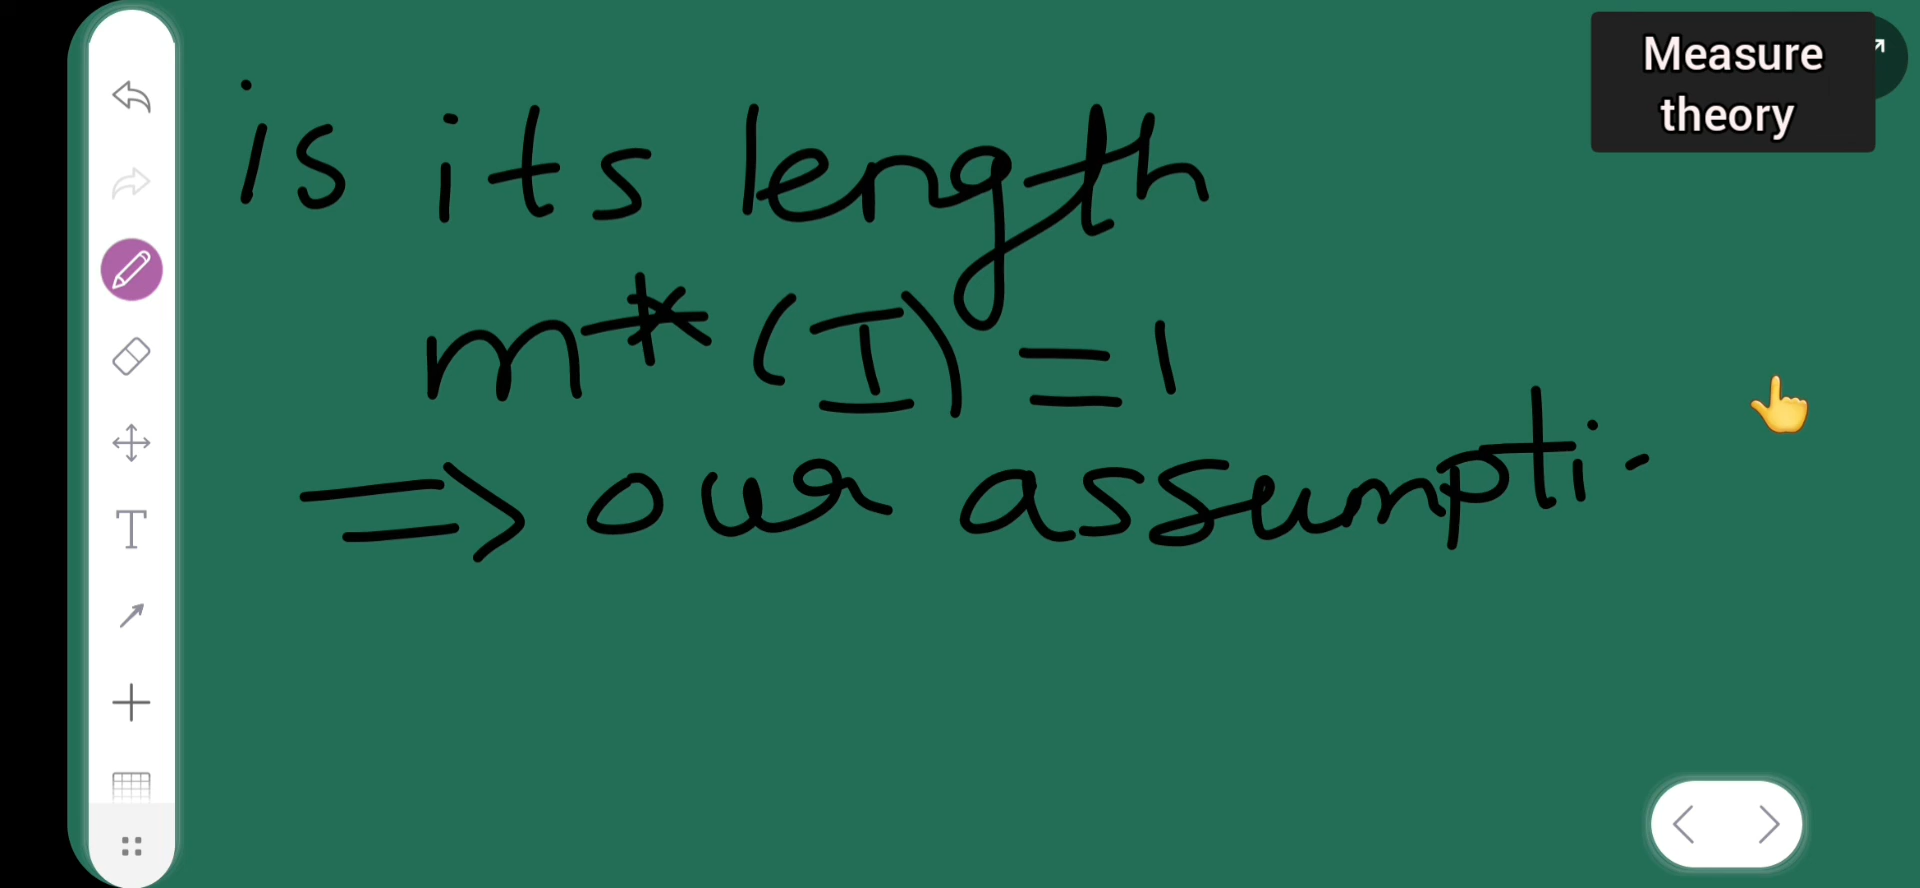 is its length
m* (I) = 1
⇒ our assumpti-
Measure
theory
T